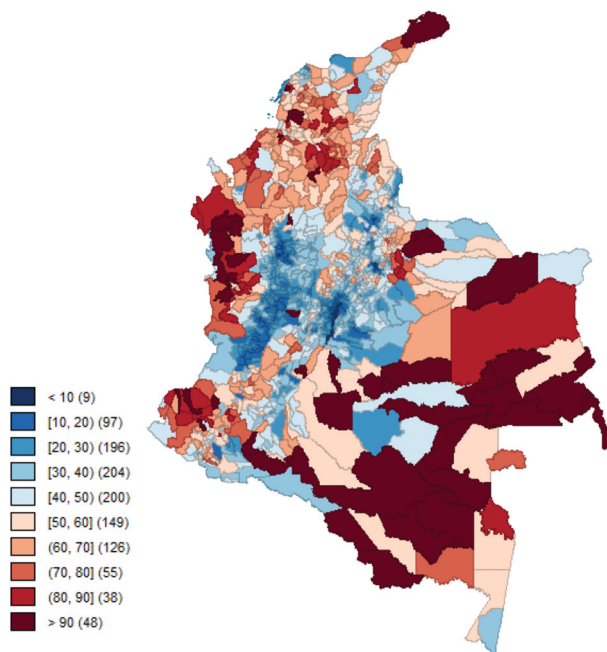 < 10 (9)
[10, 20) (97)
[20, 30) (196)
[30, 40) (204)
[40, 50) (200)
[50, 60] (149)
(60, 70] (126)
(70, 80] (55)
(80, 90] (38)
> 90 (48)